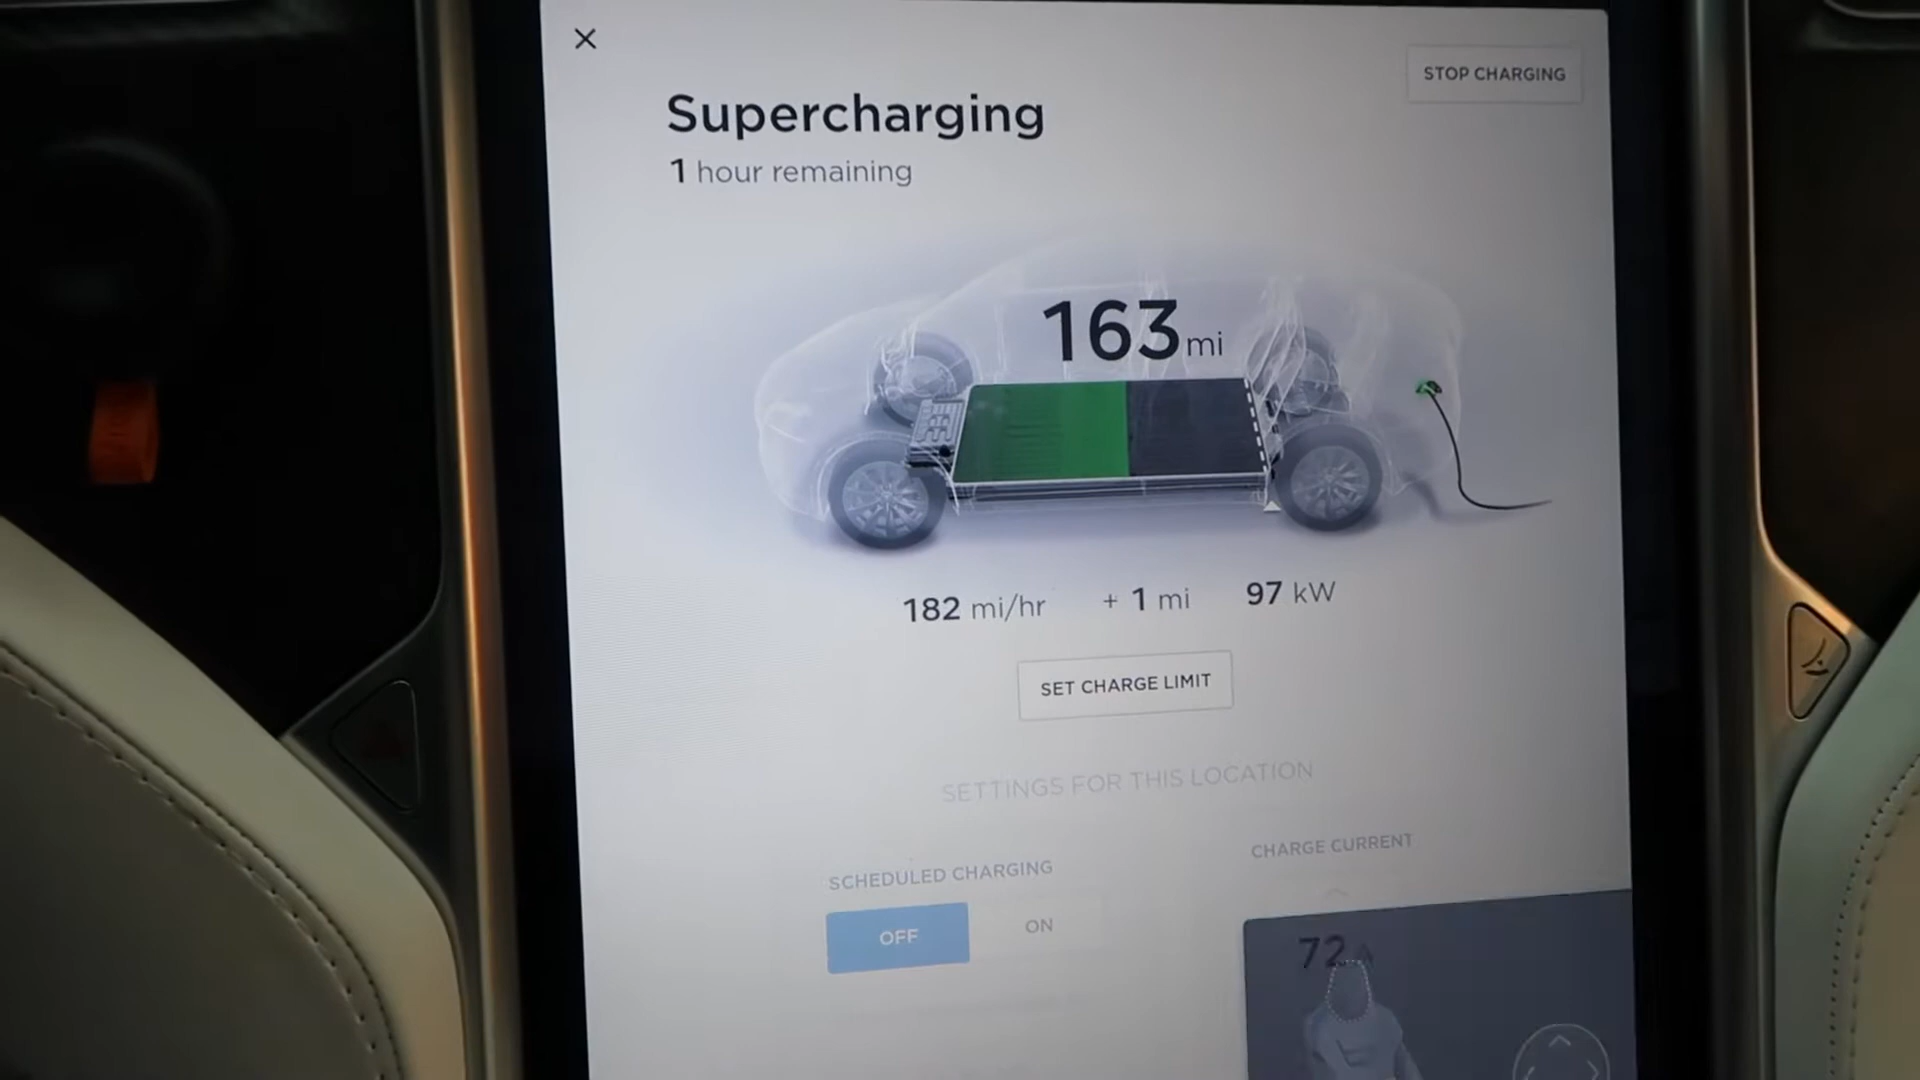 STOP CHARGING
Supercharging
1 hour remaining
163 mi
182 mi/hr + 1 mi 97 kW
SET CHARGE LIMIT
SETTINGS FOR THIS LOCATION
SCHEDULED CHARGING
CHARGE CURRENT
OFF ON
72 A